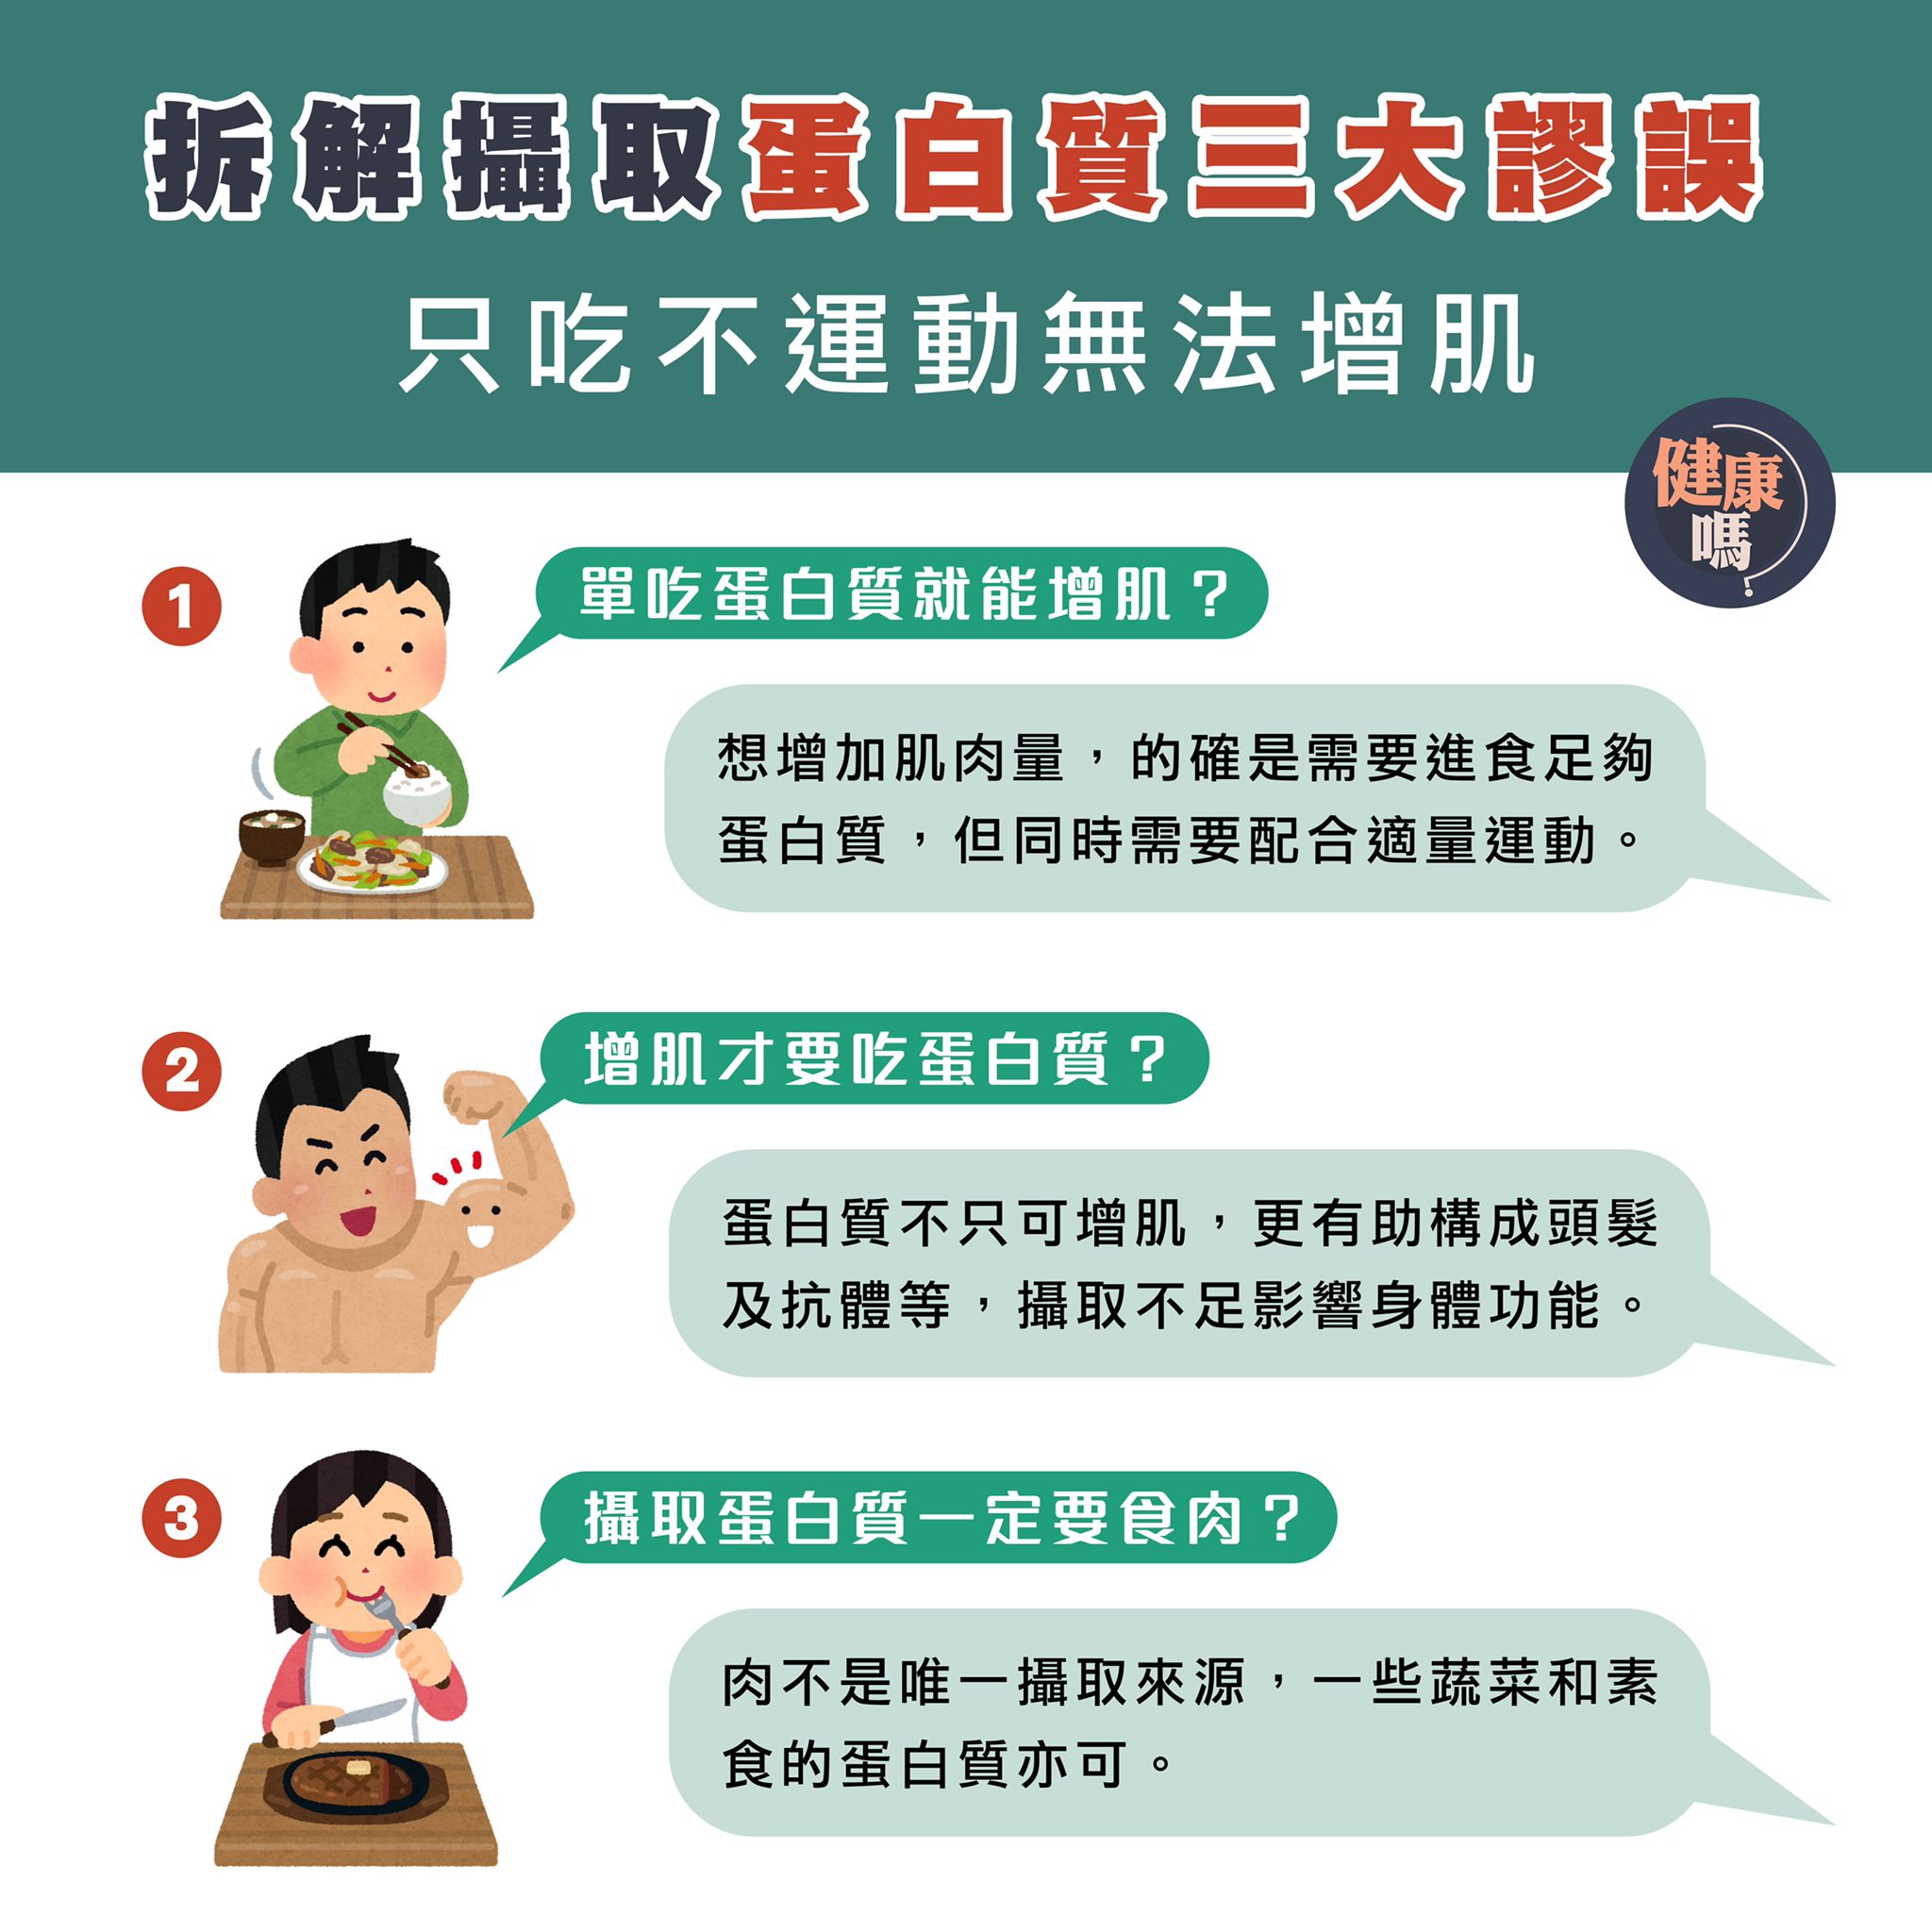 拆解攝取蛋白質三大謬誤
只吃不運動無法增肌
健康
嗎?
1
單吃蛋白質就能增肌？
想增加肌肉量，的確是需要進食足夠
蛋白質，但同時需要配合適量運動。
2
增肌才要吃蛋白質？
蛋白質不只可增肌，更有助構成頭髮
及抗體等，攝取不足影響身體功能。
3
攝取蛋白質一定要食肉？
肉不是唯一攝取來源，一些蔬菜和素
食的蛋白質亦可。